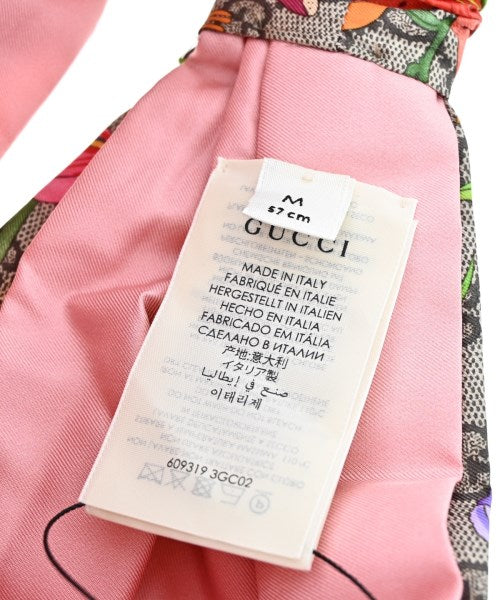 M
57 cm
GUCCI
MADE IN ITALY
FABRIQUÉ EN ITALIE
HERGESTELLT IN ITALIEN
HECHO EN ITALIA
FABRICADO EM ITÁLIA
СДЕЛАНО В ИТАЛИИ
产地:意大利
イタリア製
صنع في إيطاليا
이태리제
609319 3GC02